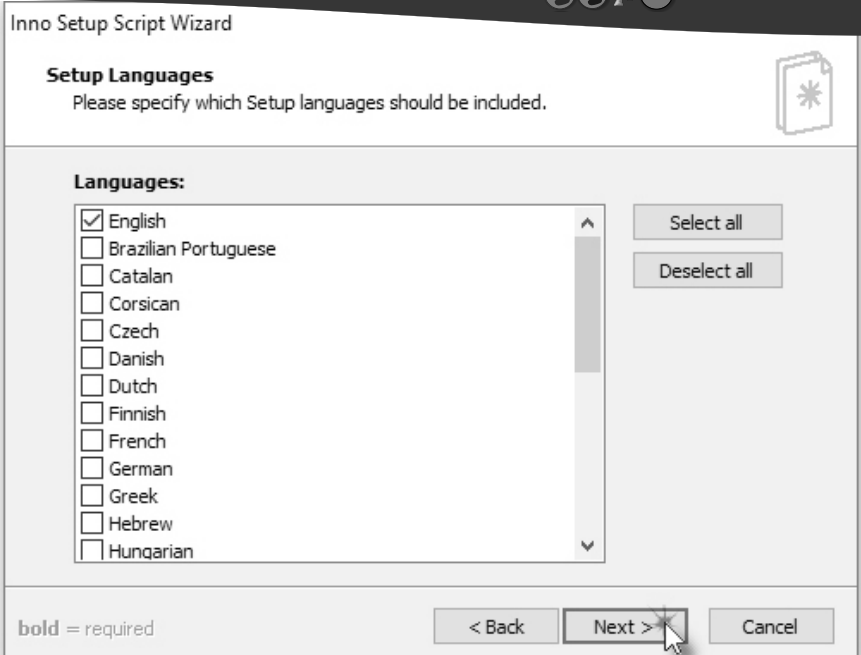 Inno Setup Script Wizard
Setup Languages
Please specify which Setup languages should be included.
Languages:
English
Brazilian Portuguese
Catalan
Corsican
Czech
Danish
Dutch
Finnish
French
German
Greek
Hebrew
Hungarian
Select all
Deselect all
bold = required
< Back
Next >
Cancel